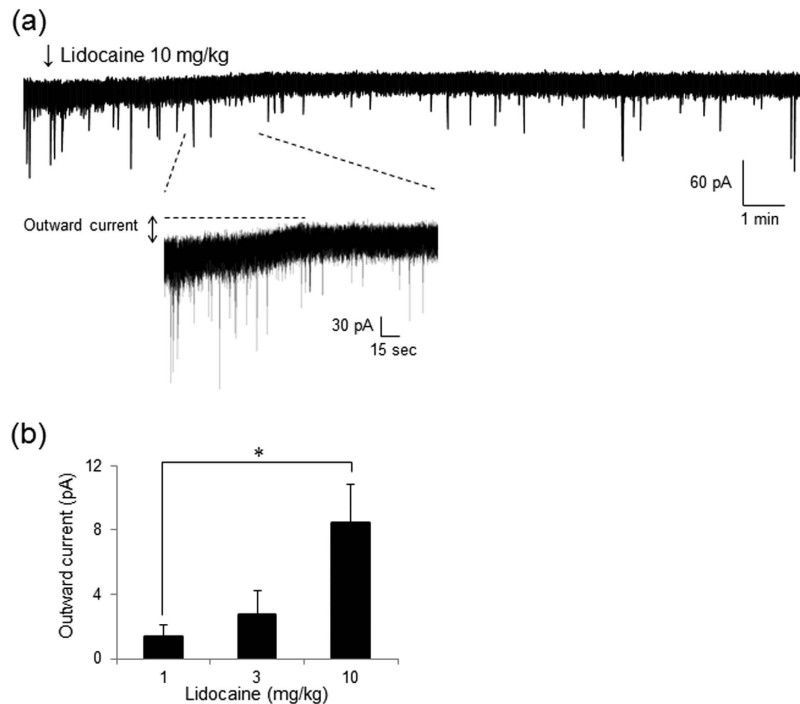 (a)
↓ Lidocaine 10 mg/kg
60 pA
1 min
Outward current
30 pA
15 sec
(b)
*
Outward current (pA)
12
8
4
0
1 3 10
Lidocaine (mg/kg)